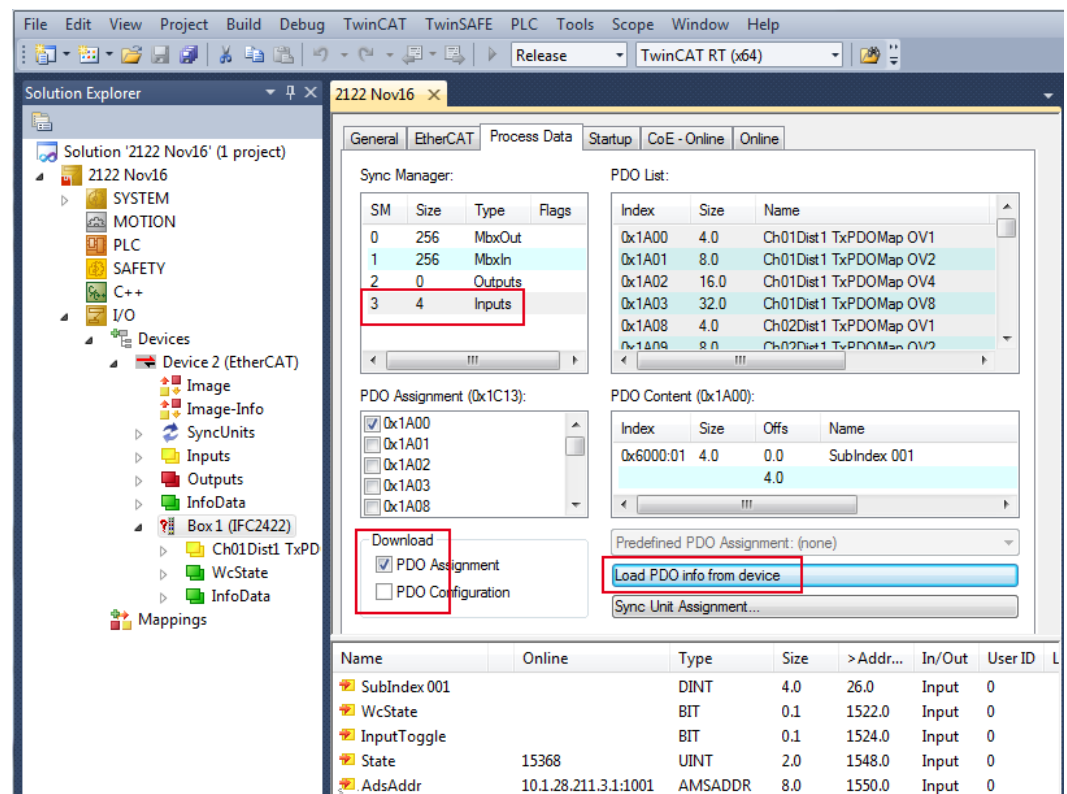 File Edit View Project Build Debug TwinCAT TwinSAFE PLC Tools Scope Window Help
Release TwinCAT RT (x64)
Solution Explorer
Solution '2122 Nov16' (1 project)
2122 Nov16
SYSTEM
MOTION
PLC
SAFETY
C++
I/O
Devices
Device 2 (EtherCAT)
Image
Image-Info
SyncUnits
Inputs
Outputs
InfoData
Box 1 (IFC2422)
Ch01Dist1 TxPD
WcState
InfoData
Mappings
2122 Nov16
General EtherCAT Process Data Startup CoE - Online Online
Sync Manager:
SM Size Type Flags
0 256 MbxOut
1 256 MbxIn
2 0 Outputs
3 4 Inputs
PDO List:
Index Size Name
0x1A00 4.0 Ch01Dist1 TxPDOMap OV1
0x1A01 8.0 Ch01Dist1 TxPDOMap OV2
0x1A02 16.0 Ch01Dist1 TxPDOMap OV4
0x1A03 32.0 Ch01Dist1 TxPDOMap OV8
0x1A08 4.0 Ch02Dist1 TxPDOMap OV1
0x1A09 8.0 Ch02Dist1 TxPDOMap OV2
PDO Assignment (0x1C13):
0x1A00
0x1A01
0x1A02
0x1A03
0x1A08
PDO Content (0x1A00):
Index Size Offs Name
0x6000:01 4.0 0.0 SubIndex 001
4.0
Download
PDO Assignment
PDO Configuration
Predefined PDO Assignment: (none)
Load PDO info from device
Sync Unit Assignment...
Name Online Type Size >Addr... In/Out User ID L
SubIndex 001 DINT 4.0 26.0 Input 0
WcState BIT 0.1 1522.0 Input 0
InputToggle BIT 0.1 1524.0 Input 0
State 15368 UINT 2.0 1548.0 Input 0
AdsAddr 10.1.28.211.3.1:1001 AMSADDR 8.0 1550.0 Input 0